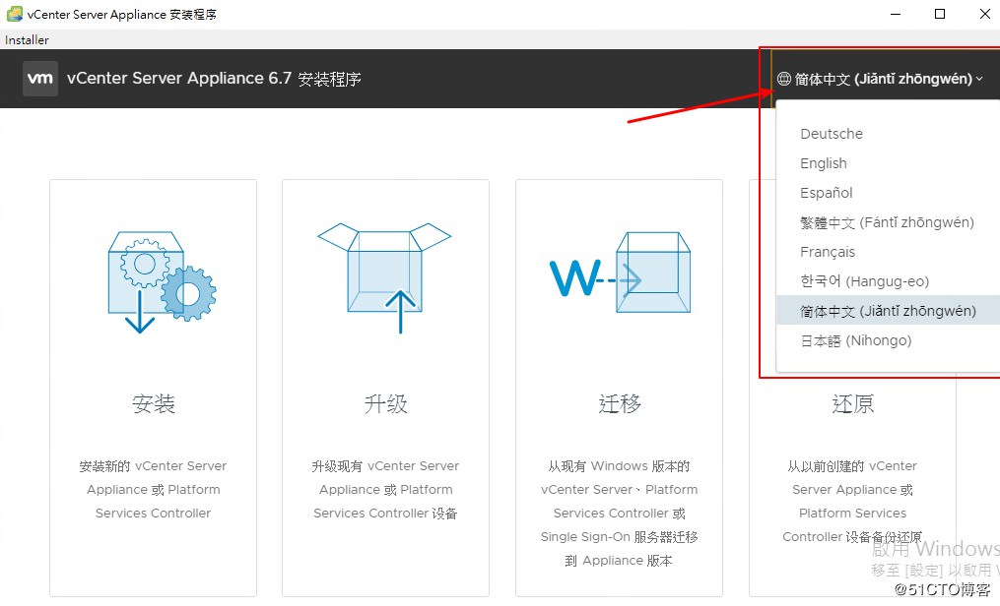 vCenter Server Appliance 安装程序
Installer
vm vCenter Server Appliance 6.7 安装程序
简体中文 (Jiǎntǐ zhōngwén)
Deutsche
English
Español
繁體中文 (Fántǐ zhōngwén)
Français
한국어 (Hangug-eo)
简体中文 (Jiǎntǐ zhōngwén)
日本語 (Nihongo)
安装
安装新的 vCenter Server
Appliance 或 Platform
Services Controller
升级
升级现有 vCenter Server
Appliance 或 Platform
Services Controller 设备
W
迁移
从现有 Windows 版本的
vCenter Server、Platform
Services Controller 或
Single Sign-On 服务器迁移
到 Appliance 版本
还原
从以前创建的 vCenter
Server Appliance 或
Platform Services
Controller 设备备份还原
啟用 Windows
移至 [設定] 以啟用
@51CTO博客